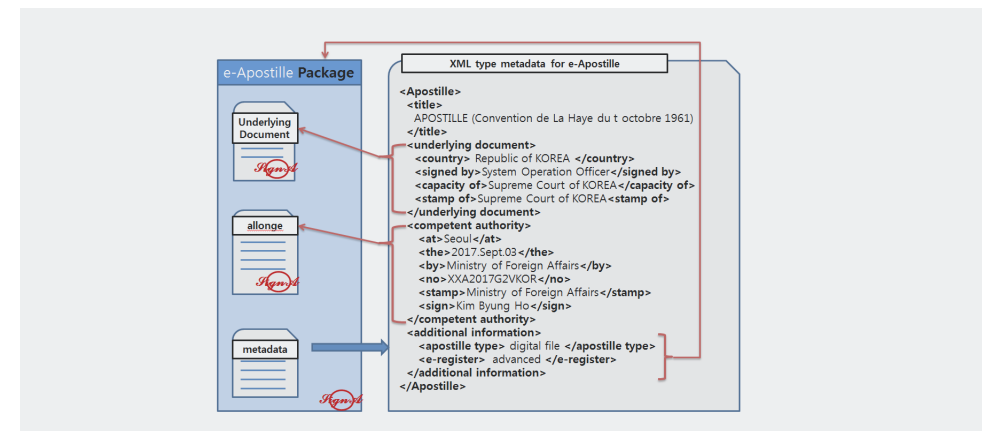 e-Apostille Package
Underlying
Document
SignA
allonge
SignA
metadata
SignA
XML type metadata for e-Apostille
<Apostille>
<title>
APOSTILLE (Convention de La Haye du t octobre 1961)
</title>
<underlying document>
<country> Republic of KOREA </country>
<signed by>System Operation Officer</signed by>
<capacity of>Supreme Court of KOREA</capacity of>
<stamp of>Supreme Court of KOREA<stamp of>
</underlying document>
<competent authority>
<at>Seoul</at>
<the>2017.Sept.03</the>
<by>Ministry of Foreign Affairs</by>
<no>XXA2017G2VKOR</no>
<stamp>Ministry of Foreign Affairs</stamp>
<sign>Kim Byung Ho</sign>
</competent authority>
<additional information>
<apostille type> digital file </apostille type>
<e-register> advanced </e-register>
</additional information>
</Apostille>